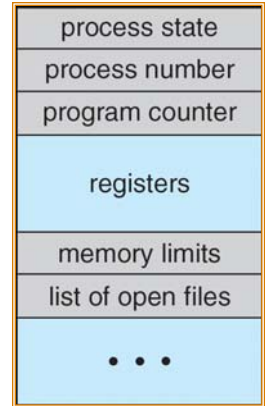 process state
process number
program counter
registers
memory limits
list of open files
• • •